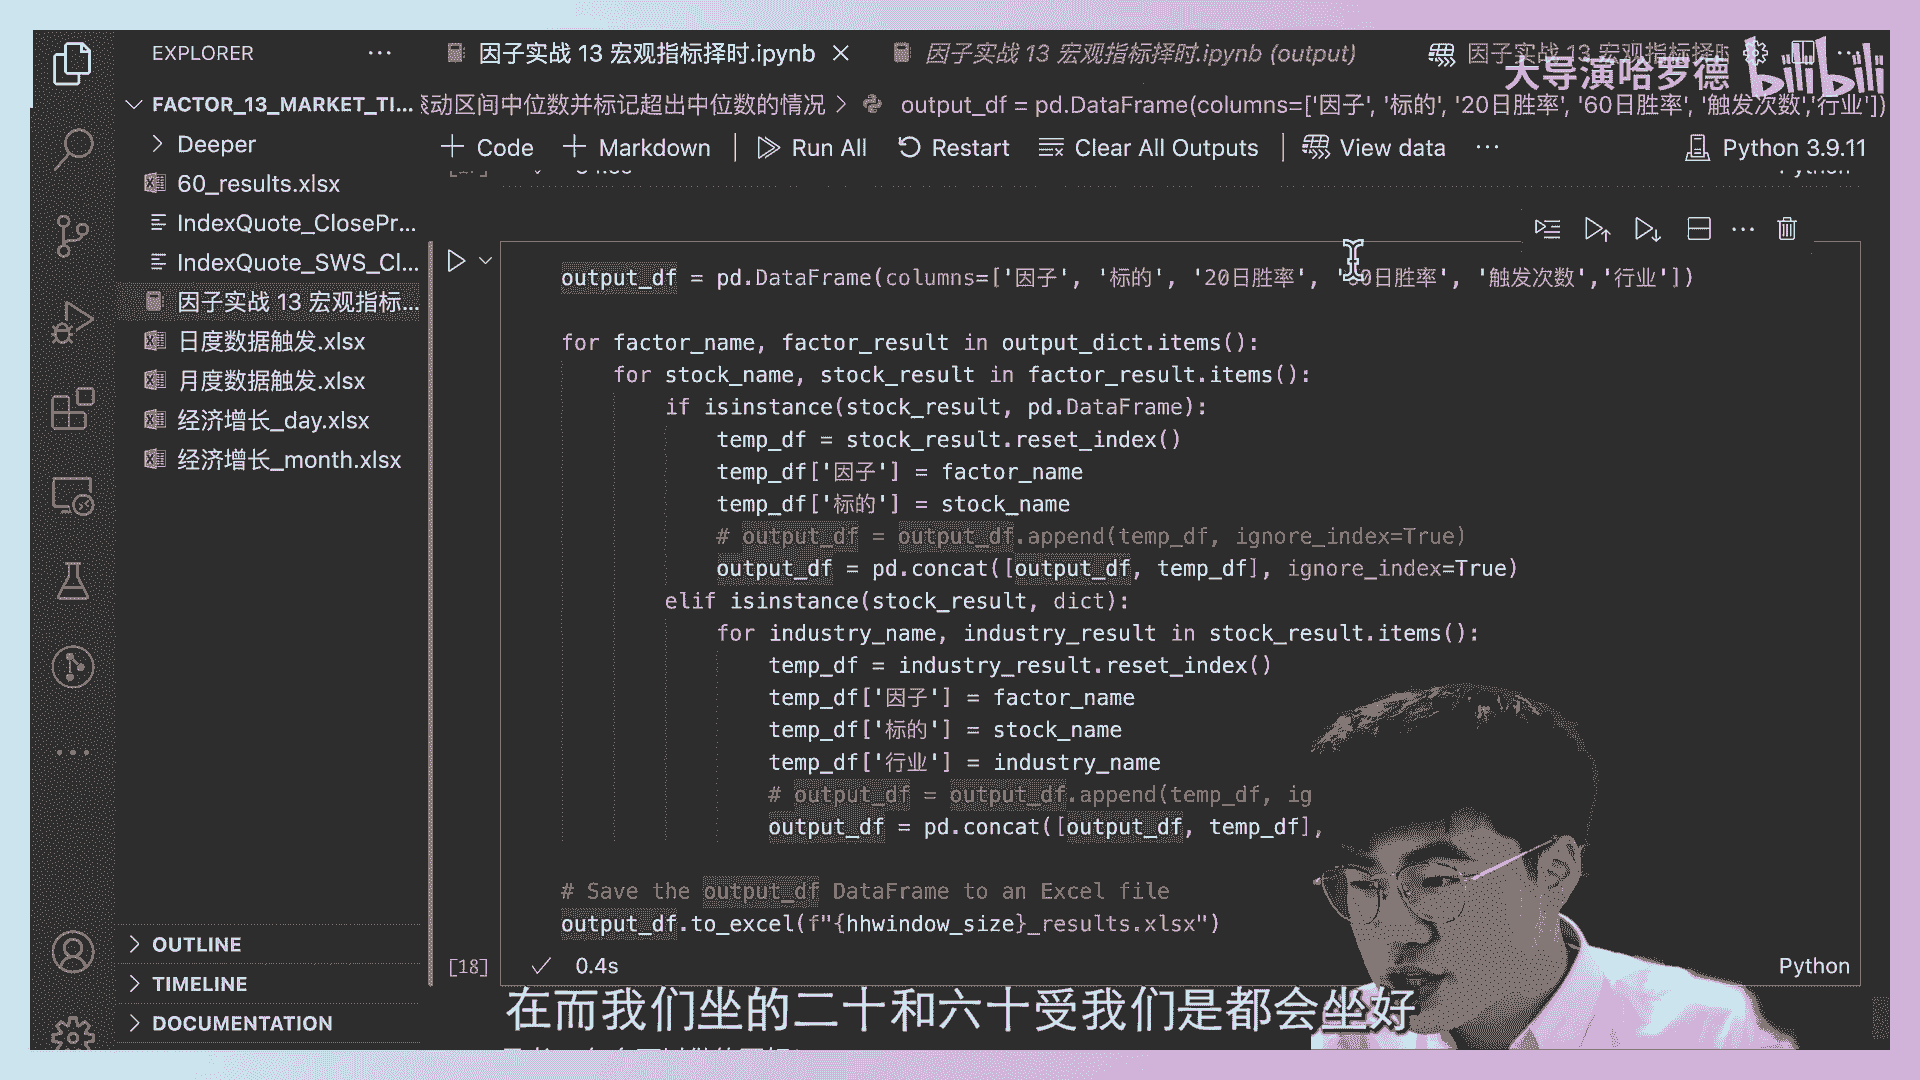 EXPLORER
因子实战 13 宏观指标择时.ipynb
因子实战 13 宏观指标择时.ipynb (output)
因子实战 13 宏观指标择时
大导演哈罗德 bilibili
FACTOR_13_MARKET_TI...
动区间中位数并标记超出中位数的情况 > output_df = pd.DataFrame(columns=['因子', '标的', '20日胜率', '60日胜率', '触发次数','行业'])
Deeper
60_results.xlsx
IndexQuote_ClosePr...
IndexQuote_SWS_Cl...
因子实战 13 宏观指标...
日度数据触发.xlsx
月度数据触发.xlsx
经济增长_day.xlsx
经济增长_month.xlsx
OUTLINE
TIMELINE
DOCUMENTATION
+ Code + Markdown Run All Restart Clear All Outputs View data ... Python 3.9.11
Python
output_df = pd.DataFrame(columns=['因子', '标的', '20日胜率', '60日胜率', '触发次数','行业'])
for factor_name, factor_result in output_dict.items():
for stock_name, stock_result in factor_result.items():
if isinstance(stock_result, pd.DataFrame):
temp_df = stock_result.reset_index()
temp_df['因子'] = factor_name
temp_df['标的'] = stock_name
# output_df = output_df.append(temp_df, ignore_index=True)
output_df = pd.concat([output_df, temp_df], ignore_index=True)
elif isinstance(stock_result, dict):
for industry_name, industry_result in stock_result.items():
temp_df = industry_result.reset_index()
temp_df['因子'] = factor_name
temp_df['标的'] = stock_name
temp_df['行业'] = industry_name
# output_df = output_df.append(temp_df, ig
output_df = pd.concat([output_df, temp_df],
# Save the output_df DataFrame to an Excel file
output_df.to_excel(f"{hhwindow_size}_results.xlsx")
[18] 0.4s
Python
在而我们坐的二十和六十受我们是都会坐好